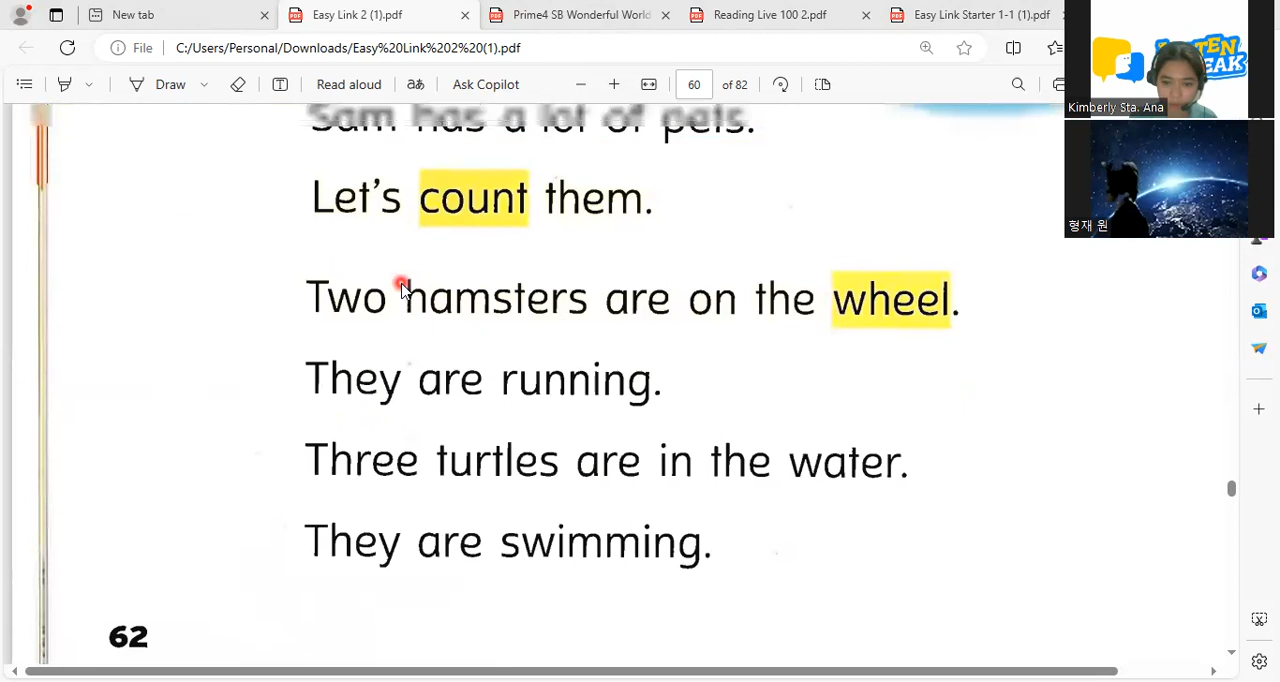 New tab
Easy Link 2 (1).pdf
Prime4 SB Wonderful World
Reading Live 100 2.pdf
Easy Link Starter 1-1 (1).pdf
File
C:/Users/Personal/Downloads/Easy%20Link%202%20(1).pdf
Draw
Read aloud
aあ
Ask Copilot
60 of 82
Kimberly Sta. Ana
형재 원
Sam has a lot of pets.
Let's count them.
Two hamsters are on the wheel.
They are running.
Three turtles are in the water.
They are swimming.
62